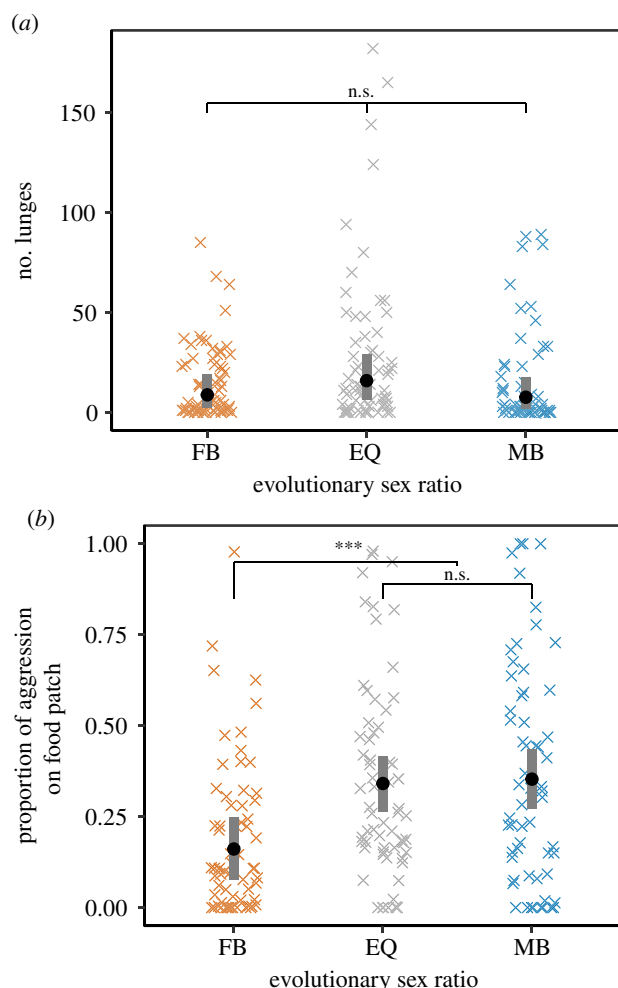 (a)
n.s.
150
100
50
0
no. lunges
FB EQ MB
evolutionary sex ratio
(b)
1.00
***
n.s.
0.75
0.50
0.25
0.00
proportion of aggression
on food patch
FB EQ MB
evolutionary sex ratio